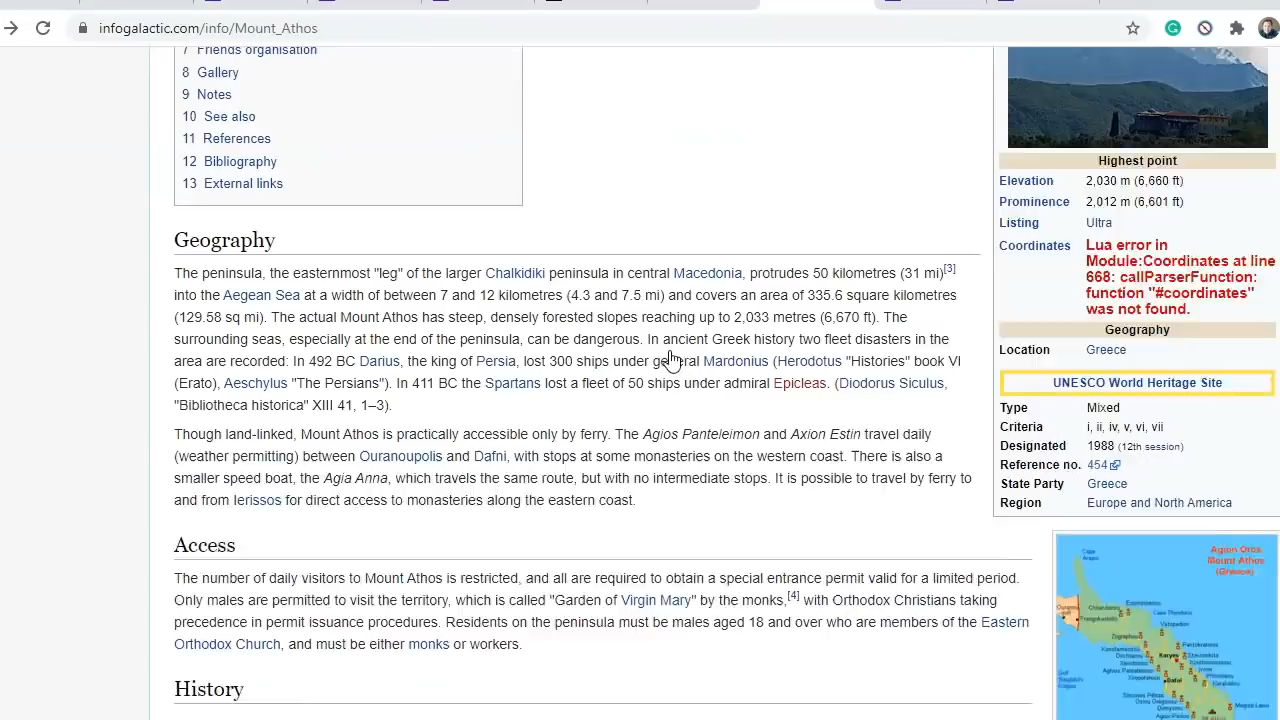 infogalactic.com/info/Mount_Athos
7 Friends organisation
8 Gallery
9 Notes
10 See also
11 References
12 Bibliography
13 External links
Geography
The peninsula, the easternmost "leg" of the larger Chalkidiki peninsula in central Macedonia, protrudes 50 kilometres (31 mi)[3]
into the Aegean Sea at a width of between 7 and 12 kilometres (4.3 and 7.5 mi) and covers an area of 335.6 square kilometres
(129.58 sq mi). The actual Mount Athos has steep, densely forested slopes reaching up to 2,033 metres (6,670 ft). The
surrounding seas, especially at the end of the peninsula, can be dangerous. In ancient Greek history two fleet disasters in the
area are recorded: In 492 BC Darius, the king of Persia, lost 300 ships under general Mardonius (Herodotus "Histories" book VI
(Erato), Aeschylus "The Persians"). In 411 BC the Spartans lost a fleet of 50 ships under admiral Epicleas. (Diodorus Siculus,
"Bibliotheca historica" XIII 41, 1–3).
Though land-linked, Mount Athos is practically accessible only by ferry. The Agios Panteleimon and Axion Estin travel daily
(weather permitting) between Ouranoupolis and Dafni, with stops at some monasteries on the western coast. There is also a
smaller speed boat, the Agia Anna, which travels the same route, but with no intermediate stops. It is possible to travel by ferry to
and from Ierissos for direct access to monasteries along the eastern coast.
Access
The number of daily visitors to Mount Athos is restricted, and all are required to obtain a special entrance permit valid for a limited period.
Only males are permitted to visit the territory, which is called "Garden of Virgin Mary" by the monks,[4] with Orthodox Christians taking
precedence in permit issuance procedures. Residents on the peninsula must be males aged 18 and over who are members of the Eastern
Orthodox Church, and must be either monks or workers.
History
Highest point
Elevation 2,030 m (6,660 ft)
Prominence 2,012 m (6,601 ft)
Listing Ultra
Coordinates Lua error in
Module:Coordinates at line
668: callParserFunction:
function "#coordinates"
was not found.
Geography
Location Greece
UNESCO World Heritage Site
Type Mixed
Criteria i, ii, iv, v, vi, vii
Designated 1988 (12th session)
Reference no. 454
State Party Greece
Region Europe and North America
Agion Oros
Mount Athos
(Greece)
Karyes
Dafni